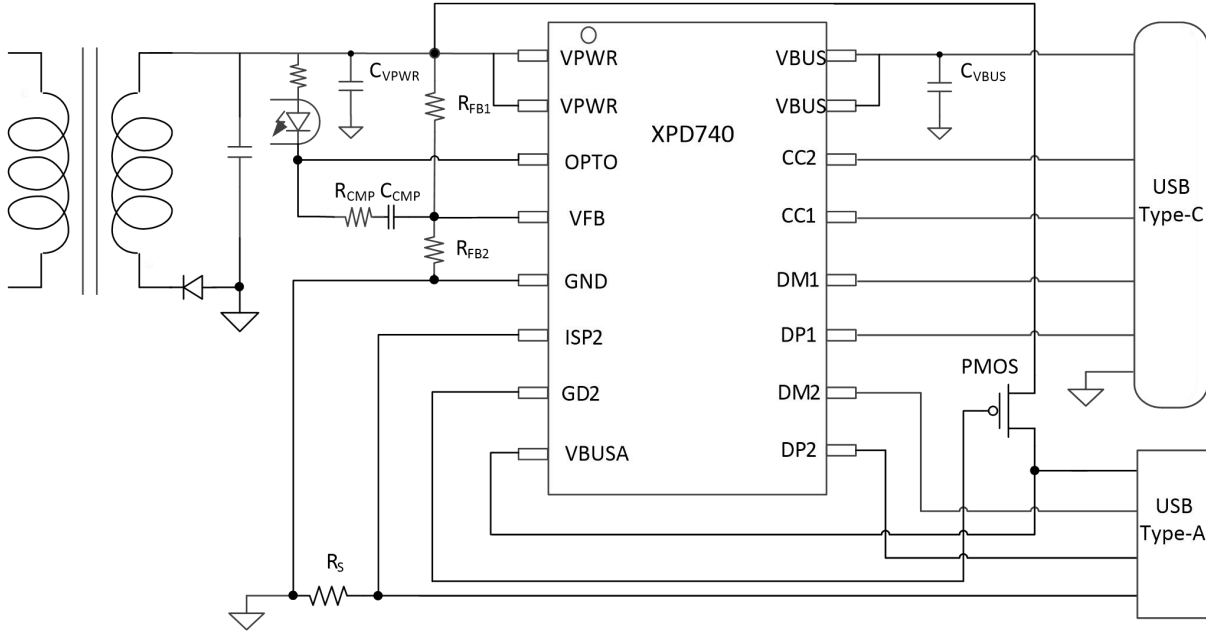 VPWR
VPWR
OPTO
VFB
GND
ISP2
GD2
VBUSA
XPD740
VBUS
VBUS
CC2
CC1
DM1
DP1
DM2
DP2
CVPWR
RFB1
RCMP CCMP
RFB2
RS
CVBUS
PMOS
USB
Type-C
USB
Type-A